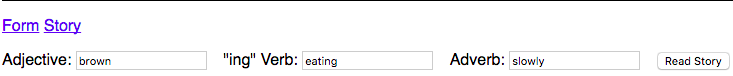 Form Story
Adjective: brown "ing" Verb: eating Adverb: slowly Read Story